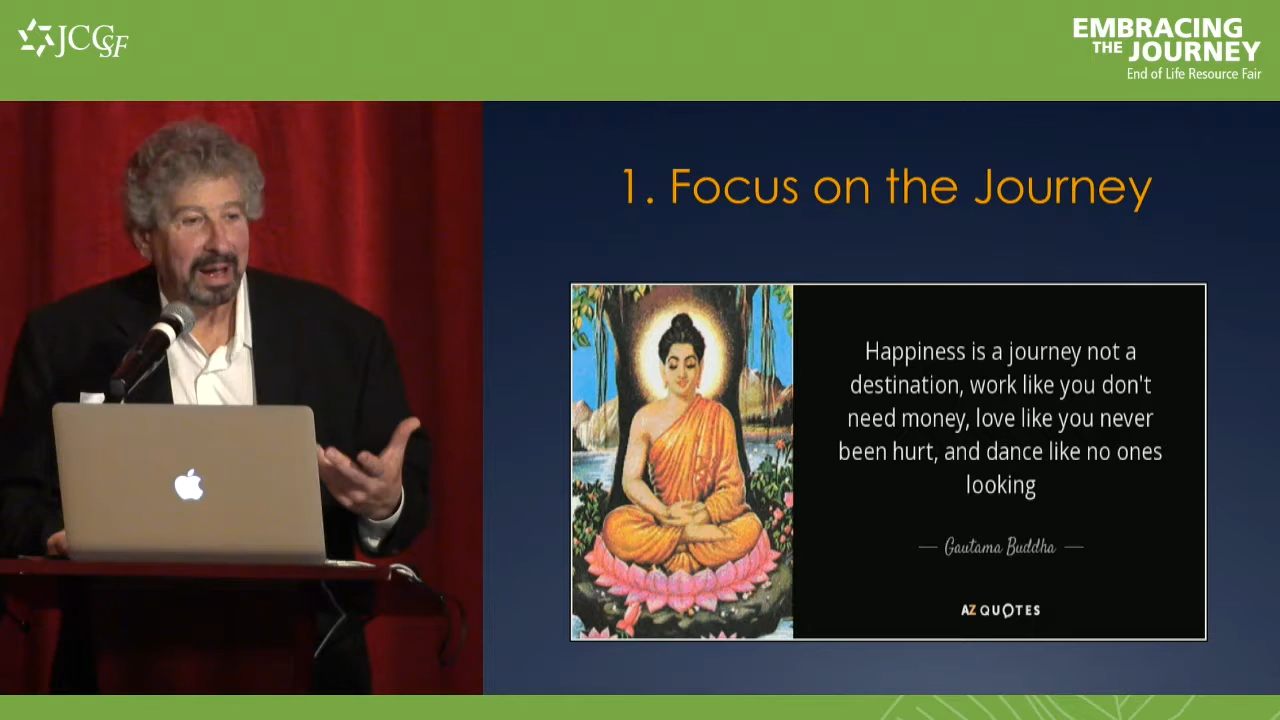 JCCSF
EMBRACING
THE JOURNEY
End of Life Resource Fair
1. Focus on the Journey
Happiness is a journey not a
destination, work like you don't
need money, love like you never
been hurt, and dance like no ones
looking
— Gautama Buddha —
AZ QUOTES